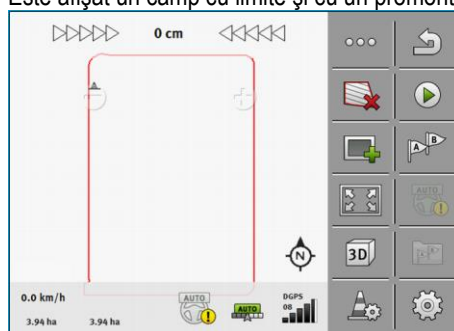 Este afişat un câmp cu limite şi cu un promont
0 cm
A B
AUTO
3D
0.0 km/h
AUTO
AUTO
DGPS
08
3.94 ha 3.94 ha